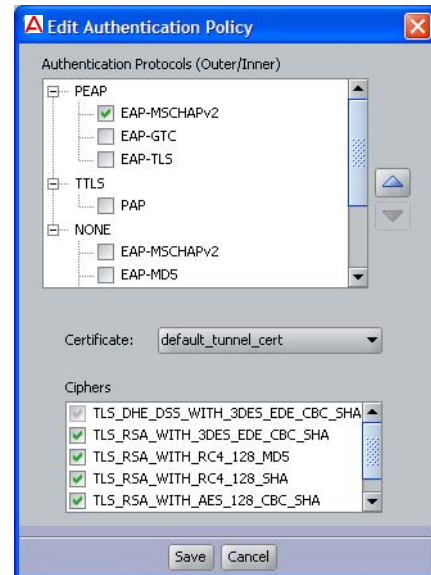 Edit Authentication Policy
Authentication Protocols (Outer/Inner)
PEAP
EAP-MSCHAPv2
EAP-GTC
EAP-TLS
TTLS
PAP
NONE
EAP-MSCHAPv2
EAP-MD5
Certificate: default_tunnel_cert
Ciphers
TLS_DHE_DSS_WITH_3DES_EDE_CBC_SHA
TLS_RSA_WITH_3DES_EDE_CBC_SHA
TLS_RSA_WITH_RC4_128_MD5
TLS_RSA_WITH_RC4_128_SHA
TLS_RSA_WITH_AES_128_CBC_SHA
Save Cancel